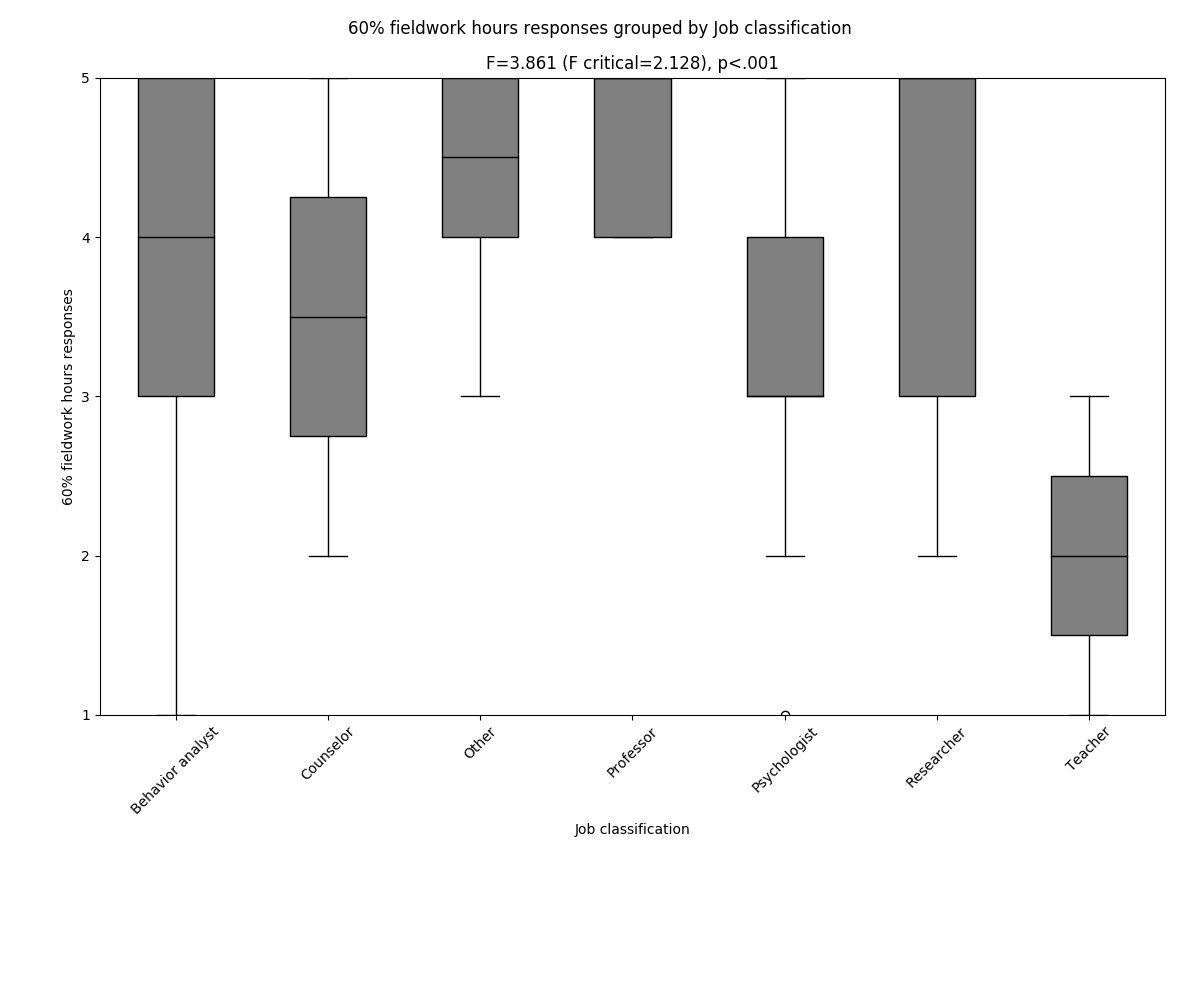 60% fieldwork hours responses grouped by Job classification
F=3.861 (F critical=2.128), p<.001
60% fieldwork hours responses
5
4
3
2
1
Behavior analyst
Counselor
Other
Professor
Psychologist
Researcher
Teacher
Job classification